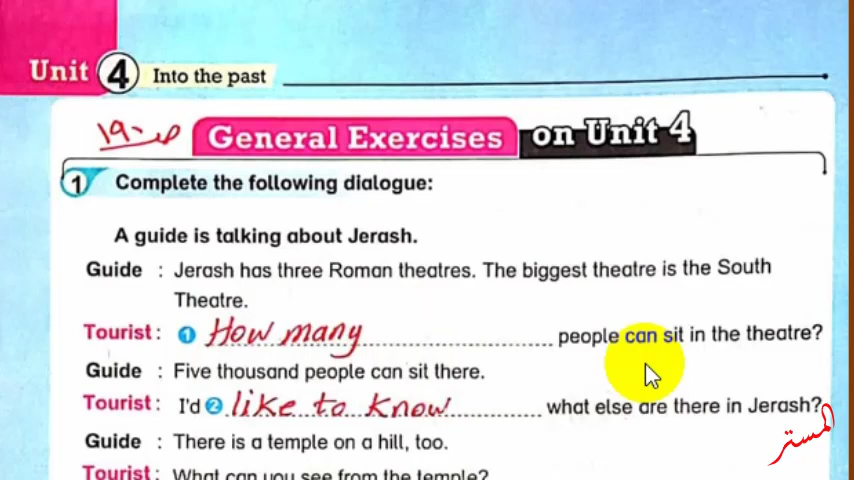 Unit 4 Into the past
ص ١٩٠
General Exercises on Unit 4
1 Complete the following dialogue:
A guide is talking about Jerash.
Guide : Jerash has three Roman theatres. The biggest theatre is the South
Theatre.
Tourist: 1 How many people can sit in the theatre?
Guide : Five thousand people can sit there.
Tourist: I'd 2 like to know what else are there in Jerash?
المستر
Guide : There is a temple on a hill, too.
Tourist: What can you see from the temple?